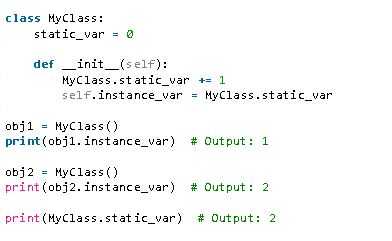 class MyClass:
    static_var = 0

    def __init__(self):
        MyClass.static_var += 1
        self.instance_var = MyClass.static_var

obj1 = MyClass()
print(obj1.instance_var)  # Output: 1

obj2 = MyClass()
print(obj2.instance_var)  # Output: 2

print(MyClass.static_var)  # Output: 2